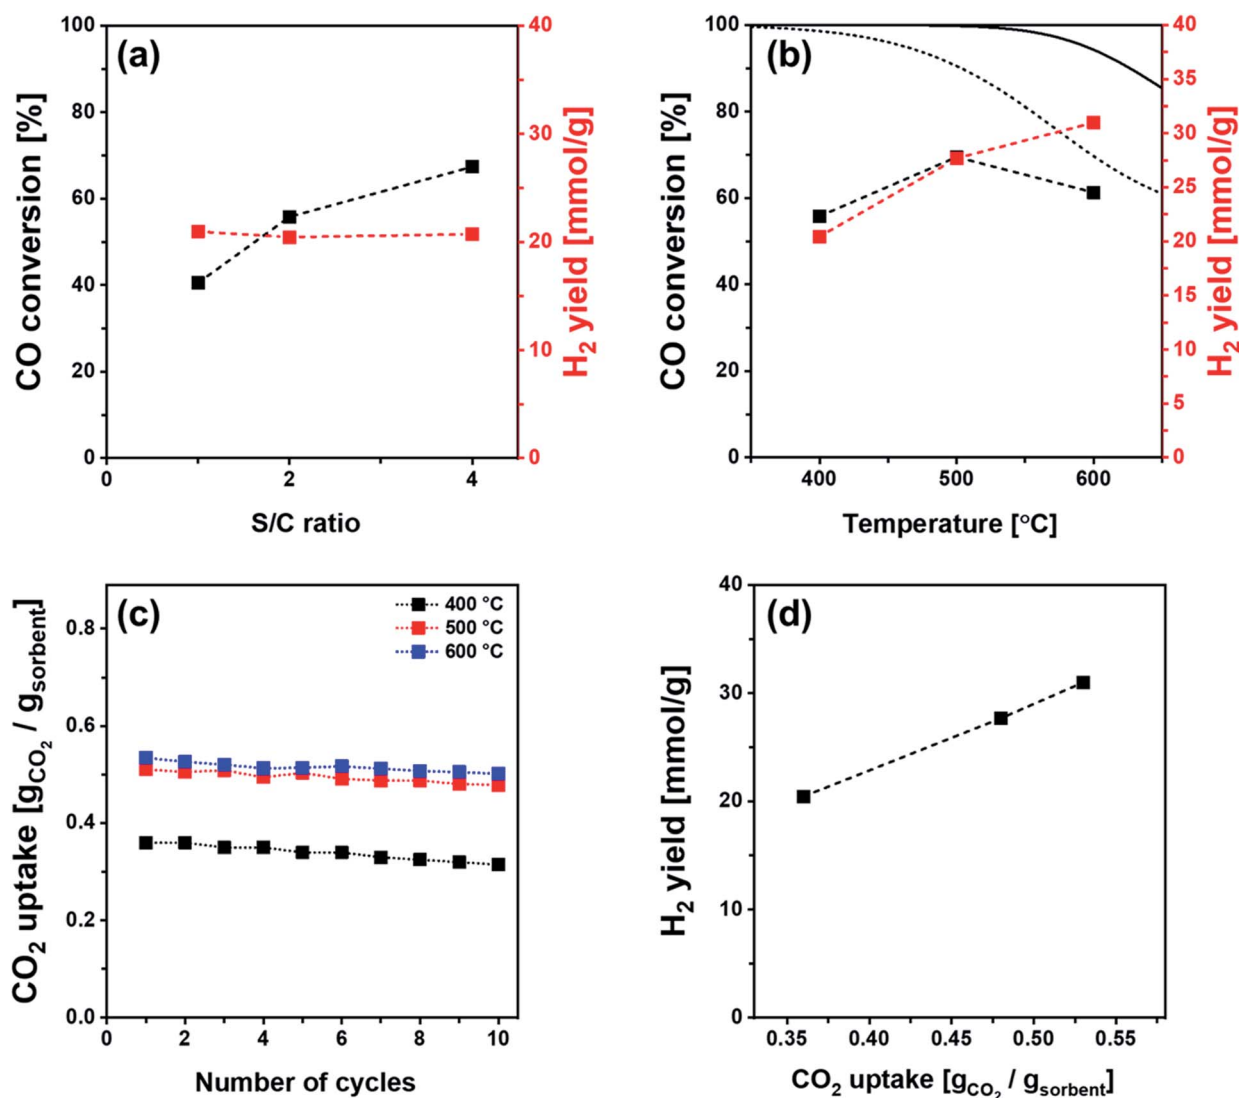 (a)
CO conversion [%]
100
80
60
40
20
0
40
30
20
10
0
H₂ yield [mmol/g]
0 2 4
S/C ratio
(b)
CO conversion [%]
100
80
60
40
20
0
40
35
30
25
20
15
10
5
0
H₂ yield [mmol/g]
400 500 600
Temperature [°C]
(c)
400 °C
500 °C
600 °C
CO₂ uptake [g_CO₂ / g_sorbent]
0.8
0.6
0.4
0.2
0.0
0 2 4 6 8 10
Number of cycles
(d)
H₂ yield [mmol/g]
40
30
20
10
0
0.35 0.40 0.45 0.50 0.55
CO₂ uptake [g_CO₂ / g_sorbent]